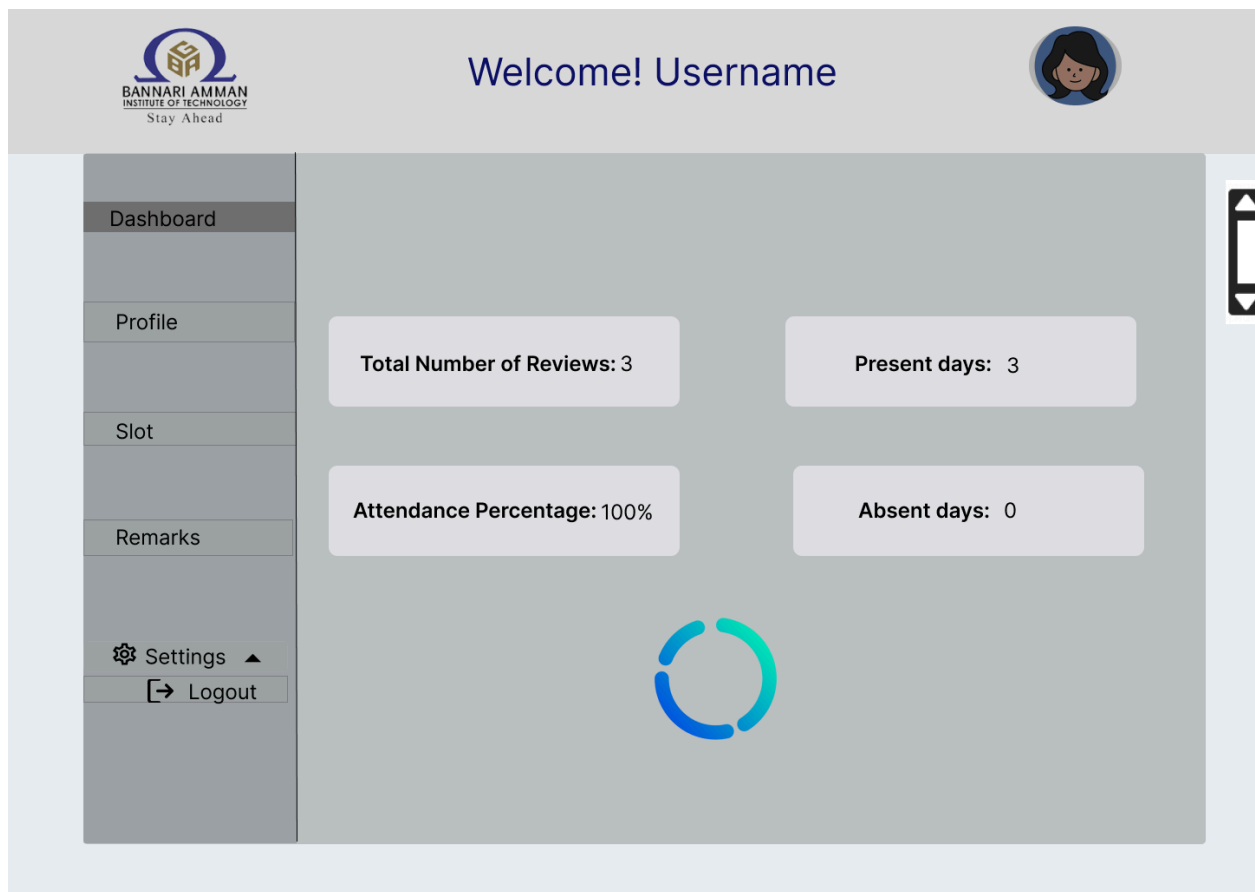 BANNARI AMMAN
INSTITUTE OF TECHNOLOGY
Stay Ahead
Welcome! Username
Dashboard
Profile
Slot
Remarks
Settings
Logout
Total Number of Reviews: 3
Present days: 3
Attendance Percentage: 100%
Absent days: 0